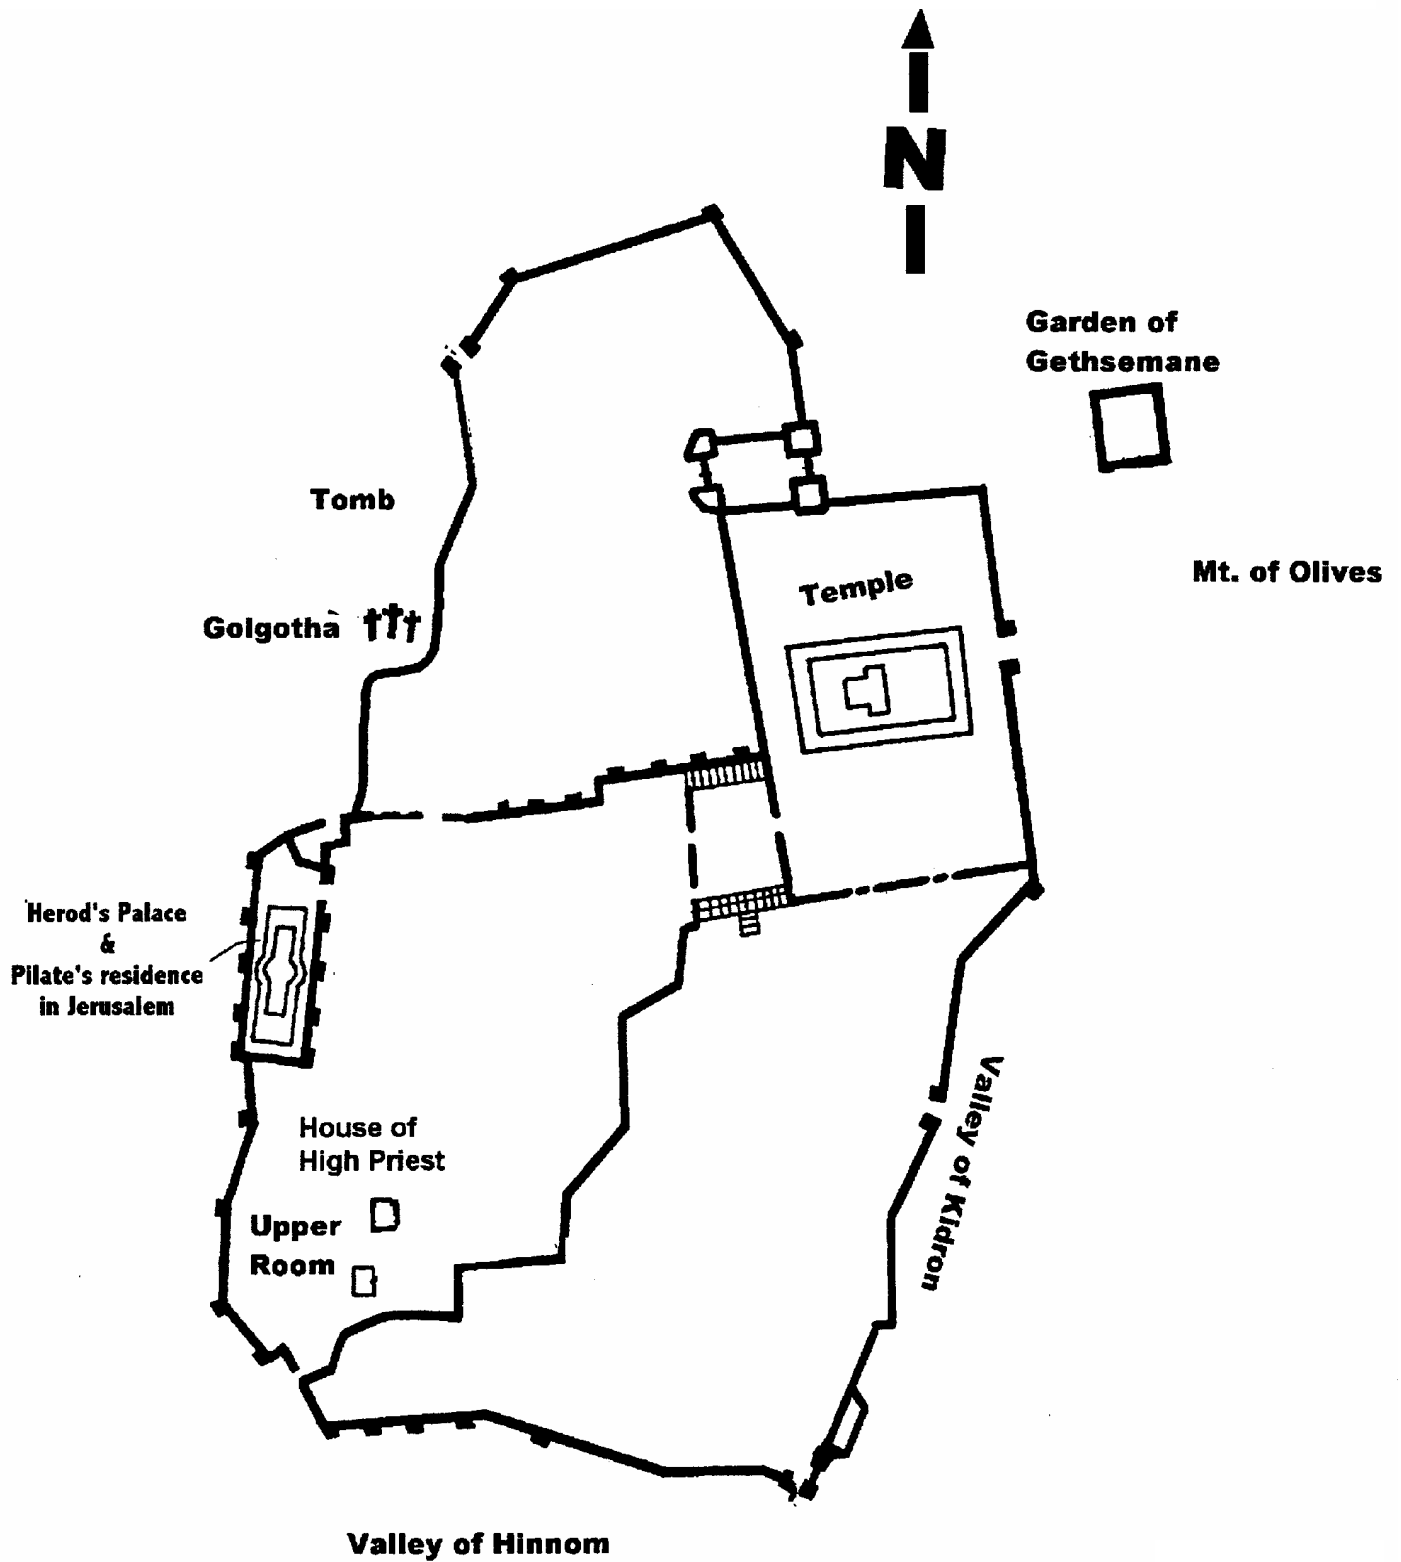 N
Garden of
Gethsemane
Tomb
Mt. of Olives
Temple
Golgotha
Herod's Palace
&
Pilate's residence
in Jerusalem
Valley of Kidron
House of
High Priest
Upper
Room
Valley of Hinnom